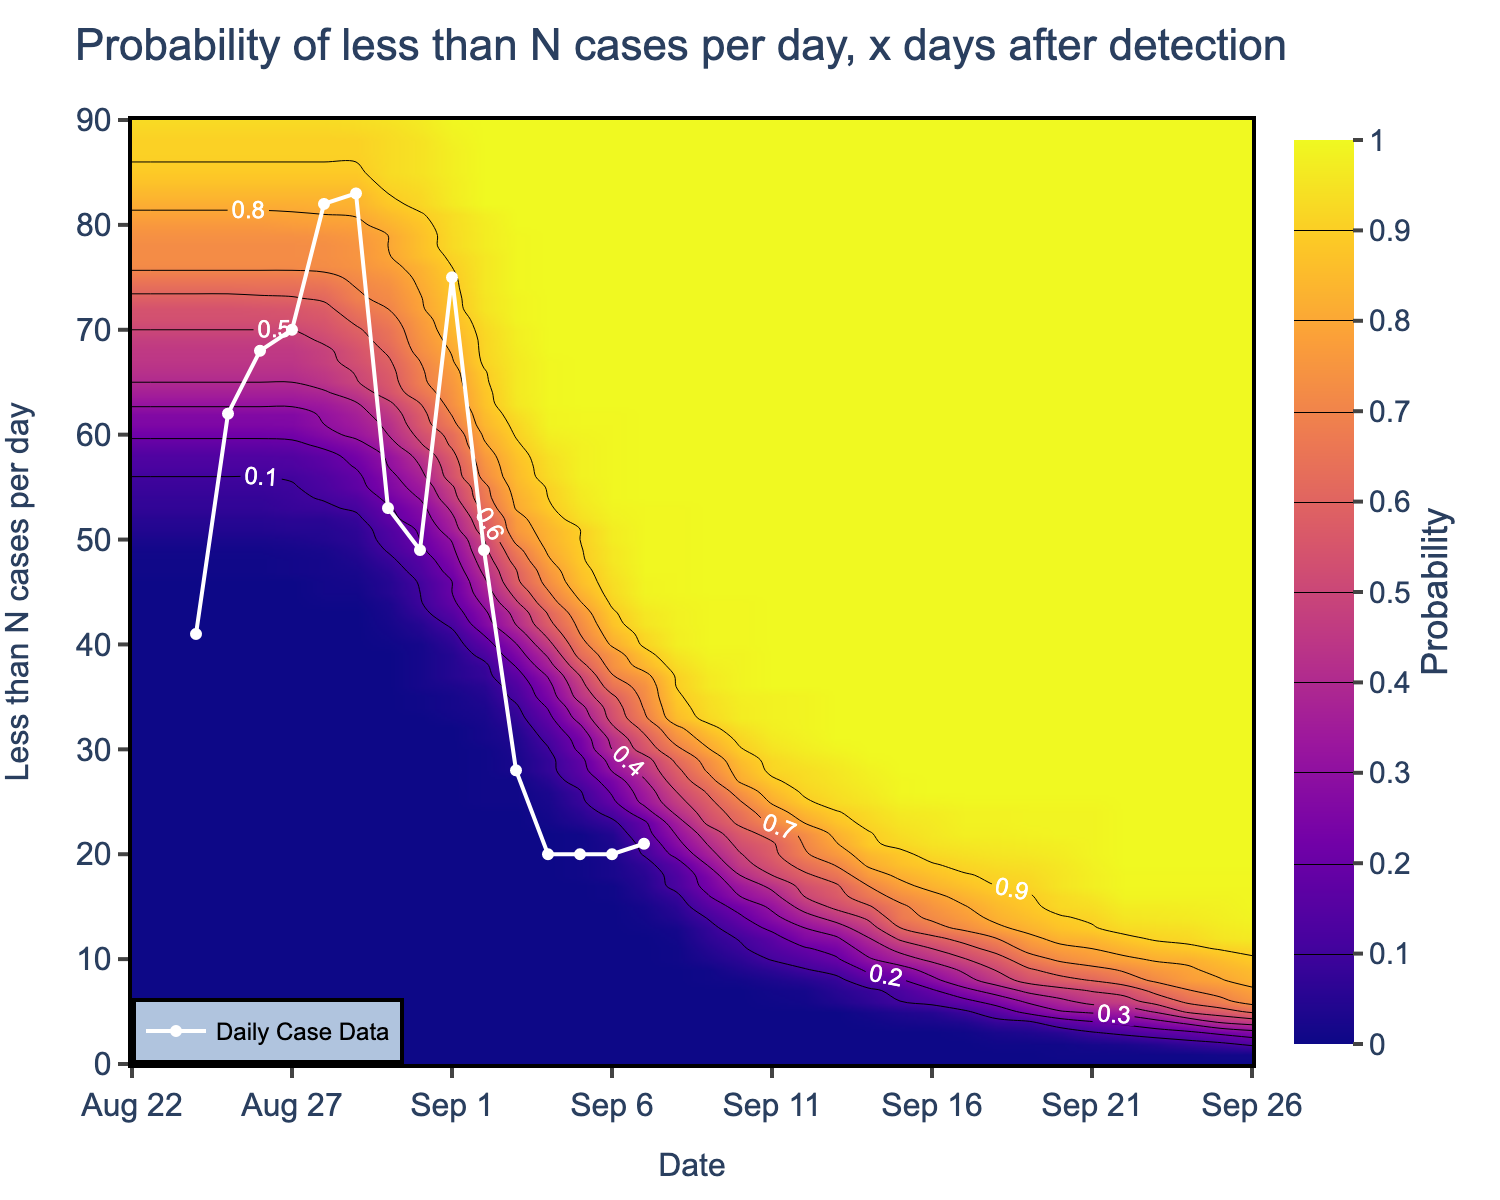 Probability of less than N cases per day, x days after detection
Less than N cases per day
90
80
70
60
50
40
30
20
10
0
0.8
0.5
0.1
0.6
0.4
0.7
0.9
0.2
0.3
Daily Case Data
Aug 22
Aug 27
Sep 1
Sep 6
Sep 11
Sep 16
Sep 21
Sep 26
Date
1
0.9
0.8
0.7
0.6
0.5
0.4
0.3
0.2
0.1
0
Probability